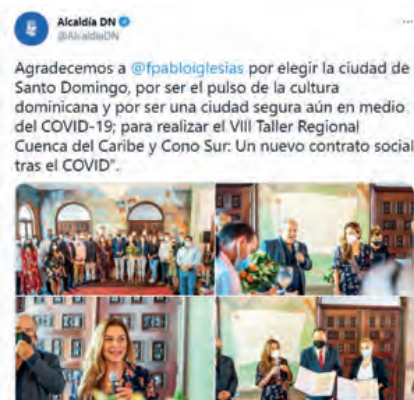 Alcaldía DN
@AlcaldiaDN
Agradecemos a @fpabloiglesias por elegir la ciudad de
Santo Domingo, por ser el pulso de la cultura
dominicana y por ser una ciudad segura aún en medio
del COVID-19; para realizar el VIII Taller Regional
Cuenca del Caribe y Cono Sur: Un nuevo contrato social
tras el COVID".